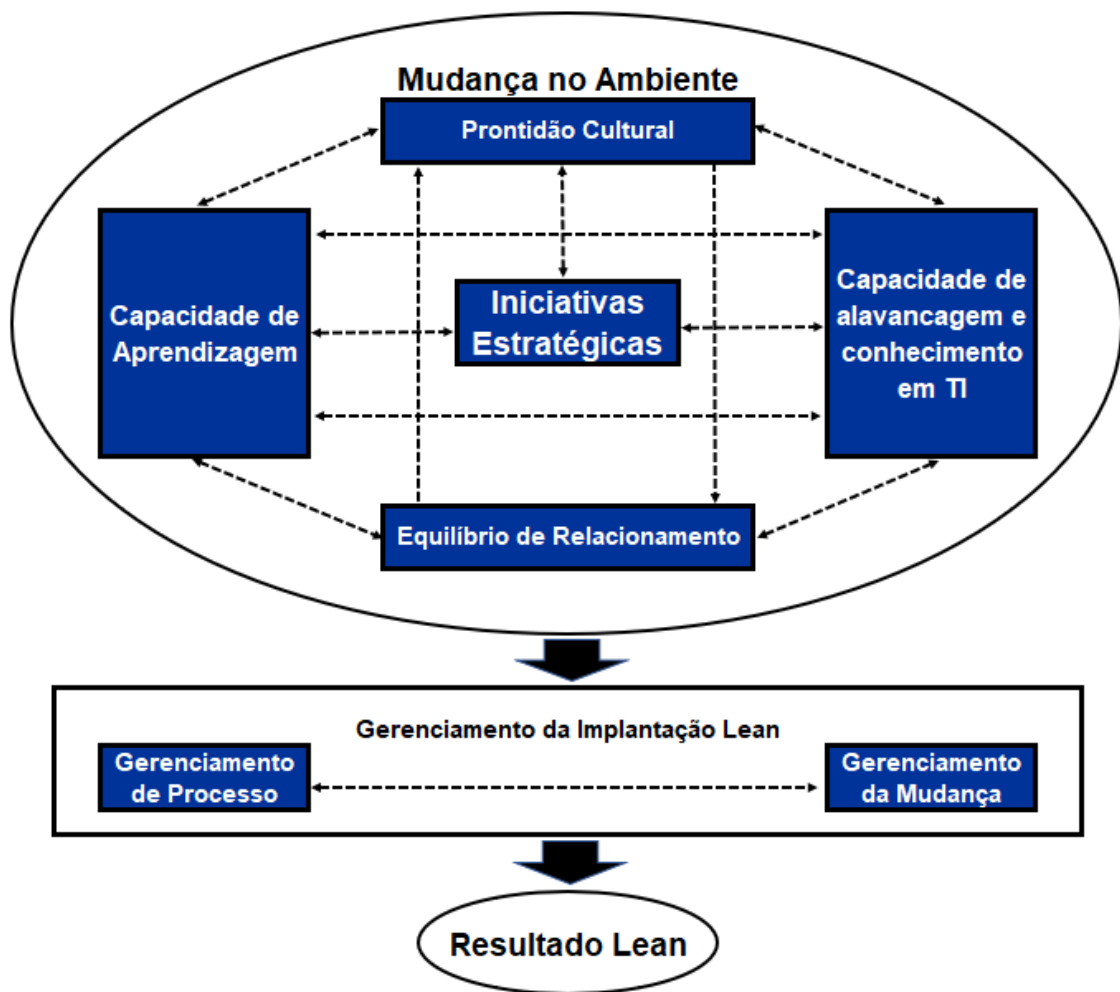 Mudança no Ambiente
Prontidão Cultural
Capacidade de
Aprendizagem
Iniciativas
Estratégicas
Capacidade de
alavancagem e
conhecimento
em TI
Equilíbrio de Relacionamento
Gerenciamento da Implantação Lean
Gerenciamento
de Processo
Gerenciamento
da Mudança
Resultado Lean